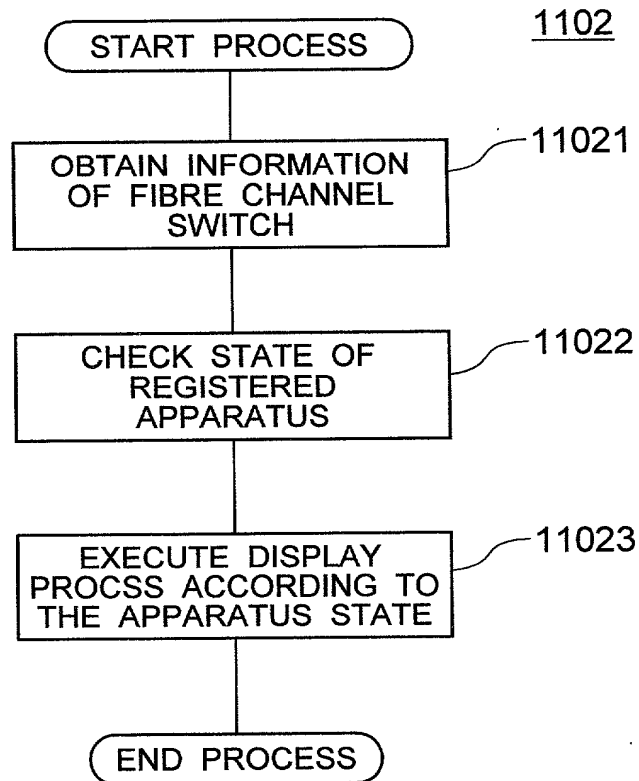 1102
START PROCESS
11021
OBTAIN INFORMATION
OF FIBRE CHANNEL
SWITCH
11022
CHECK STATE OF
REGISTERED
APPARATUS
11023
EXECUTE DISPLAY
PROCSS ACCORDING TO
THE APPARATUS STATE
END PROCESS